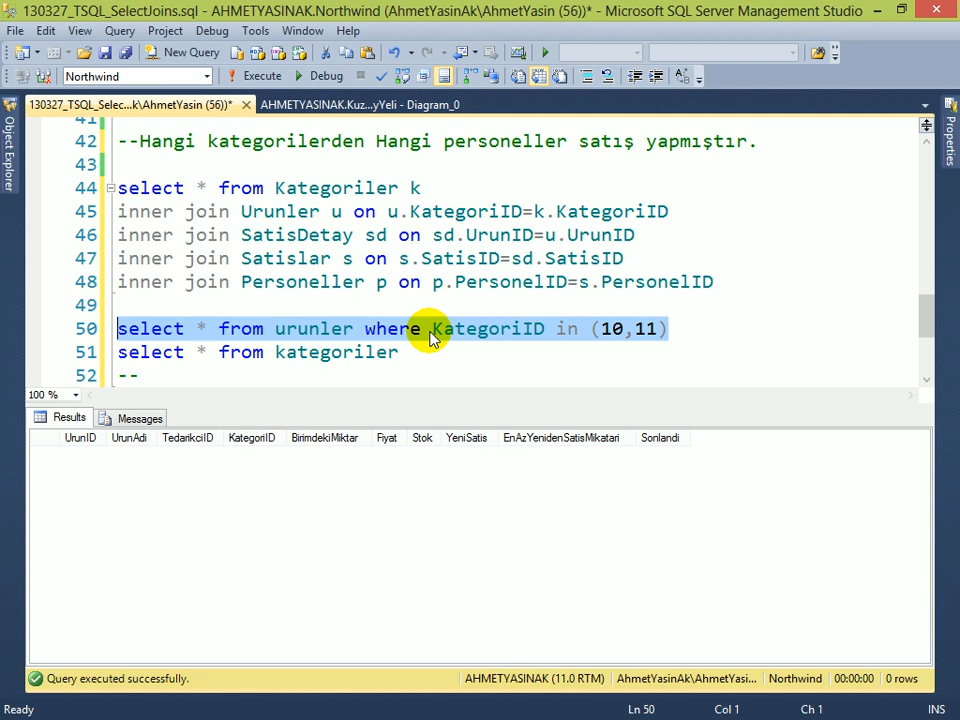 130327_TSQL_SelectJoins.sql - AHMETYASINAK.Northwind (AhmetYasinAk\AhmetYasin (56))* - Microsoft SQL Server Management Studio
File Edit View Query Project Debug Tools Window Help
New Query
Northwind Execute Debug
130327_TSQL_Selec...k\AhmetYasin (56))* AHMETYASINAK.Kuz...yYeli - Diagram_0
Object Explorer
Properties
41
42 --Hangi kategorilerden Hangi personeller satış yapmıştır.
43
44 select * from Kategoriler k
45 inner join Urunler u on u.KategoriID=k.KategoriID
46 inner join SatisDetay sd on sd.UrunID=u.UrunID
47 inner join Satislar s on s.SatisID=sd.SatisID
48 inner join Personeller p on p.PersonelID=s.PersonelID
49
50 select * from urunler where KategoriID in (10,11)
51 select * from kategoriler
52 --
100 %
Results Messages
UrunID UrunAdi TedarikciID KategoriID BirimdekiMiktar Fiyat Stok YeniSatis EnAzYenidenSatisMikatari Sonlandi
Query executed successfully. AHMETYASINAK (11.0 RTM) AhmetYasinAk\AhmetYasi... Northwind 00:00:00 0 rows
Ready Ln 50 Col 1 Ch 1 INS